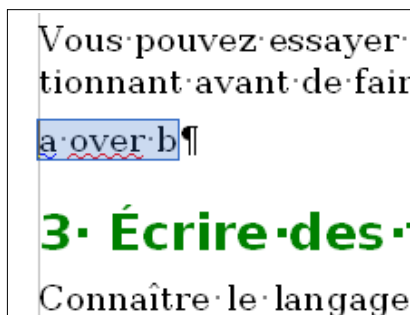 Vous pouvez essayer
tionnant avant de fair
a over b¶
3. Écrire des
Connaître le langage